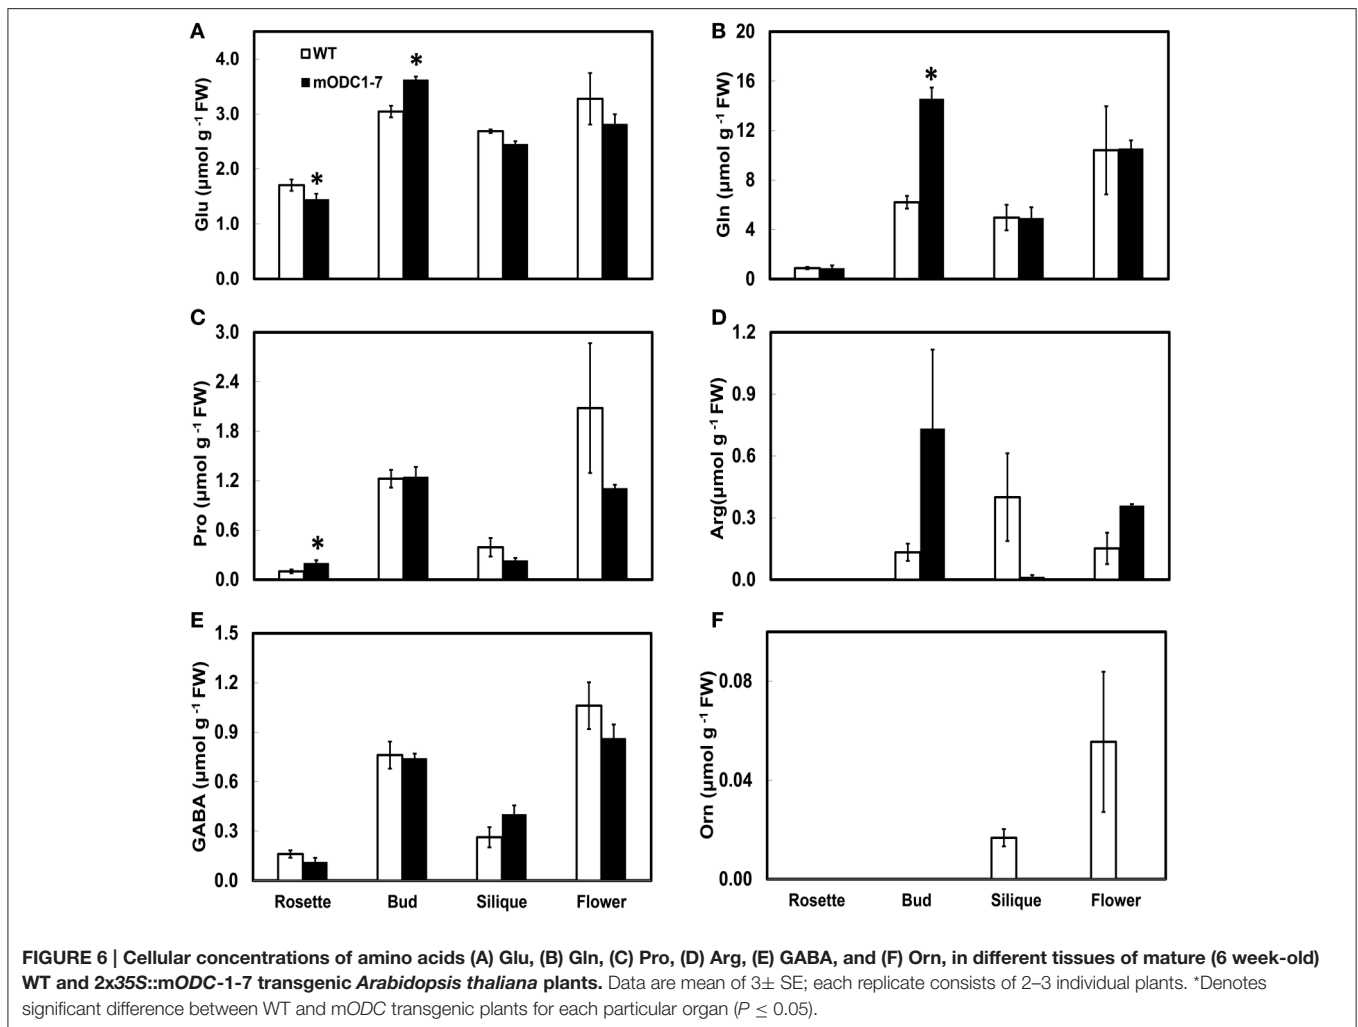 A
Glu (µmol g -1 FW)
4.0
3.0
2.0
1.0
0.0
WT
mODC1-7
*
*
B
Gln (µmol g -1 FW)
20
16
12
8
4
0
*
C
Pro (µmol g -1 FW)
3.0
2.4
1.8
1.2
0.6
0.0
*
D
Arg(µmol g -1 FW)
1.2
0.9
0.6
0.3
0.0
E
GABA (µmol g -1 FW)
1.5
1.2
0.9
0.6
0.3
0.0
Rosette Bud Silique Flower
F
Orn (µmol g -1 FW)
0.08
0.04
0.00
Rosette Bud Silique Flower
FIGURE 6 | Cellular concentrations of amino acids (A) Glu, (B) Gln, (C) Pro, (D) Arg, (E) GABA, and (F) Orn, in different tissues of mature (6 week-old)
WT and 2x35S::mODC-1-7 transgenic Arabidopsis thaliana plants. Data are mean of 3± SE; each replicate consists of 2–3 individual plants. *Denotes
significant difference between WT and mODC transgenic plants for each particular organ (P ≤ 0.05).